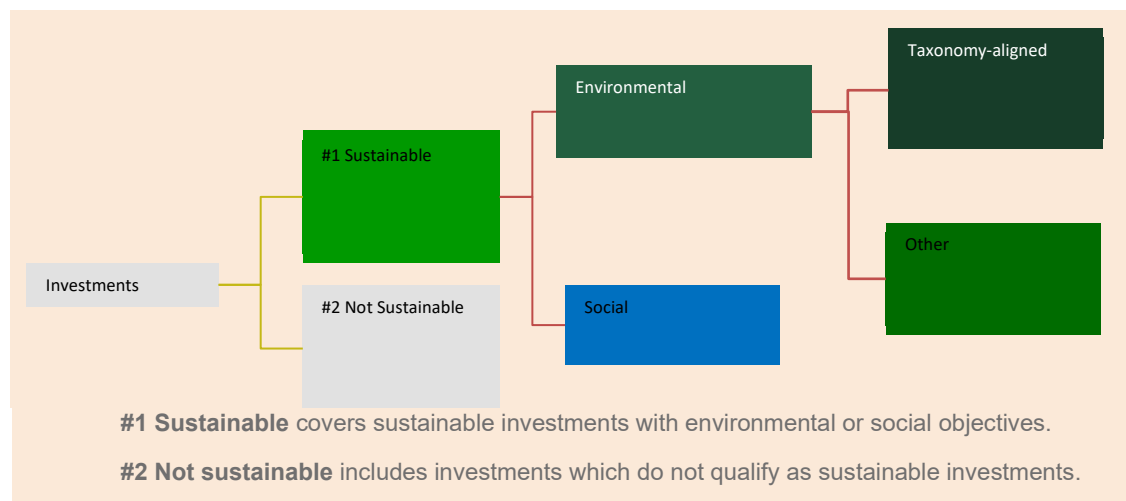 Investments
#1 Sustainable
#2 Not Sustainable
Environmental
Social
Taxonomy-aligned
Other
#1 Sustainable covers sustainable investments with environmental or social objectives.
#2 Not sustainable includes investments which do not qualify as sustainable investments.